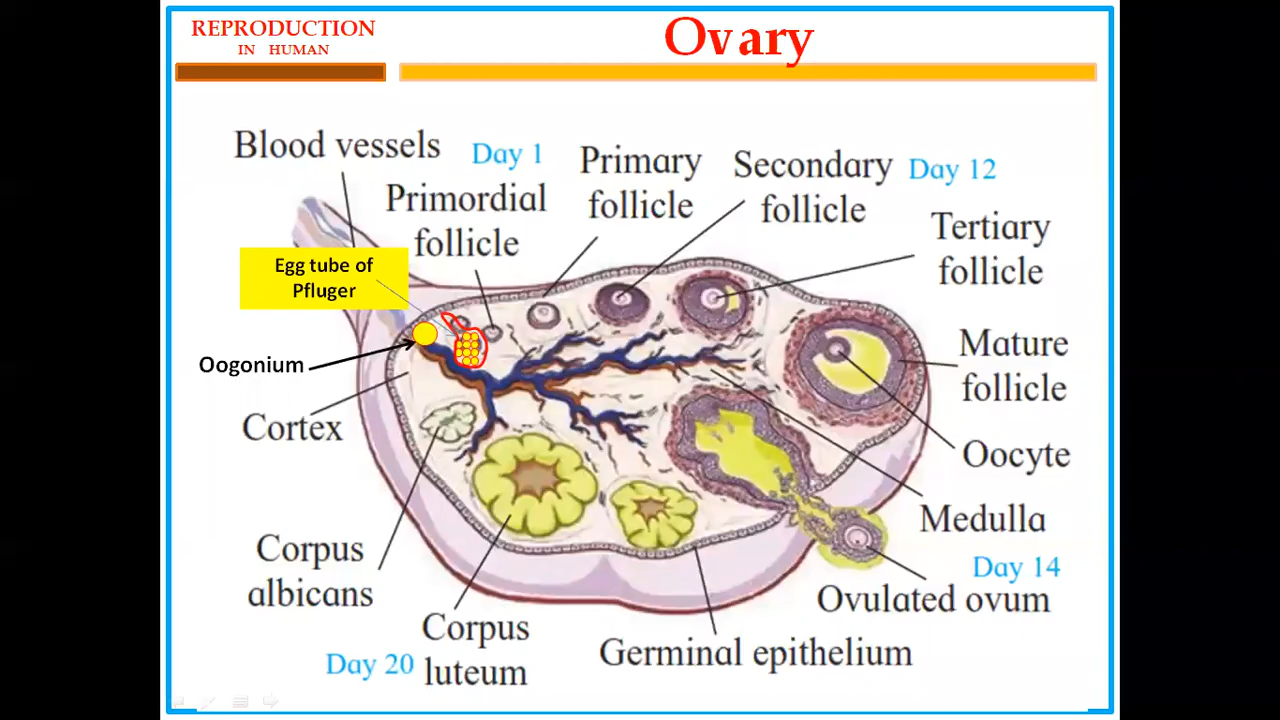 REPRODUCTION
IN HUMAN
Ovary
Blood vessels
Day 1
Primordial
follicle
Primary
follicle
Secondary
follicle
Day 12
Tertiary
follicle
Egg tube of
Pfluger
Oogonium
Cortex
Mature
follicle
Oocyte
Medulla
Day 14
Ovulated ovum
Corpus
albicans
Corpus
luteum
Day 20
Germinal epithelium